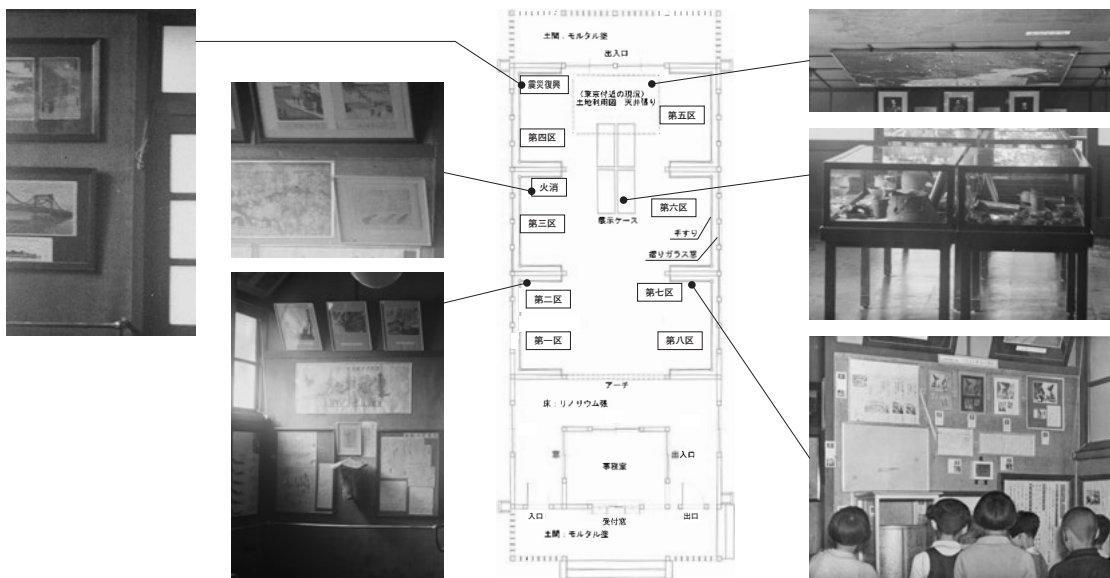 土間：モルタル塗
出入口
震災復興
(東京付近の現況)
土地利用図　天井張り
第五区
第四区
火消
第六区
第三区
展示ケース
手すり
摺りガラス窓
第二区
第七区
第一区
第八区
アーチ
床：リノリウム張
窓
事務室
出入口
入口
受付窓
出口
土間：モルタル塗